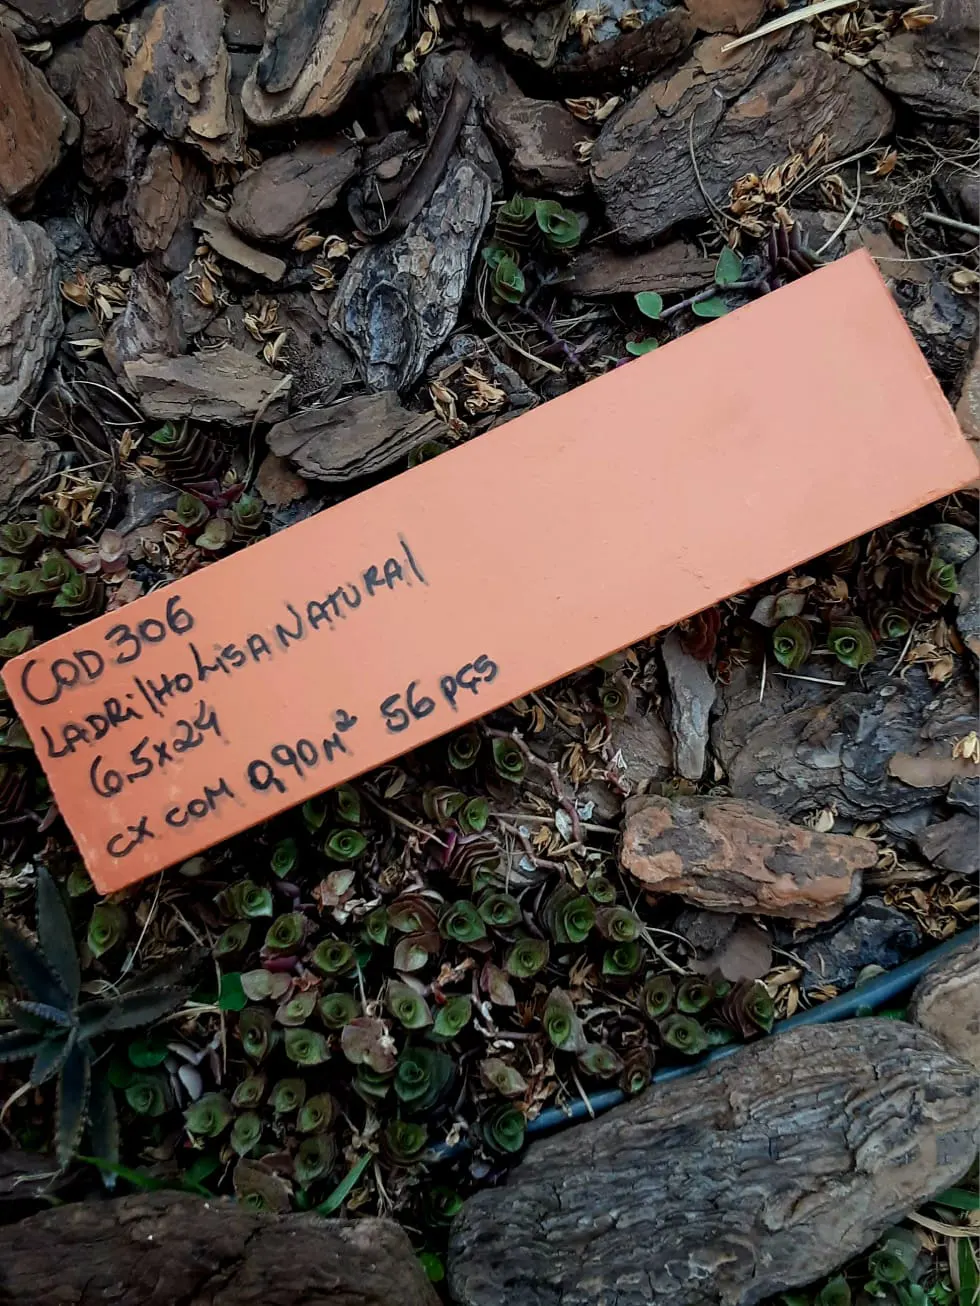 COD 306
LADRilHo LiSA NATURAl
6.5x24
CX COM 0,90M² 56 PÇS